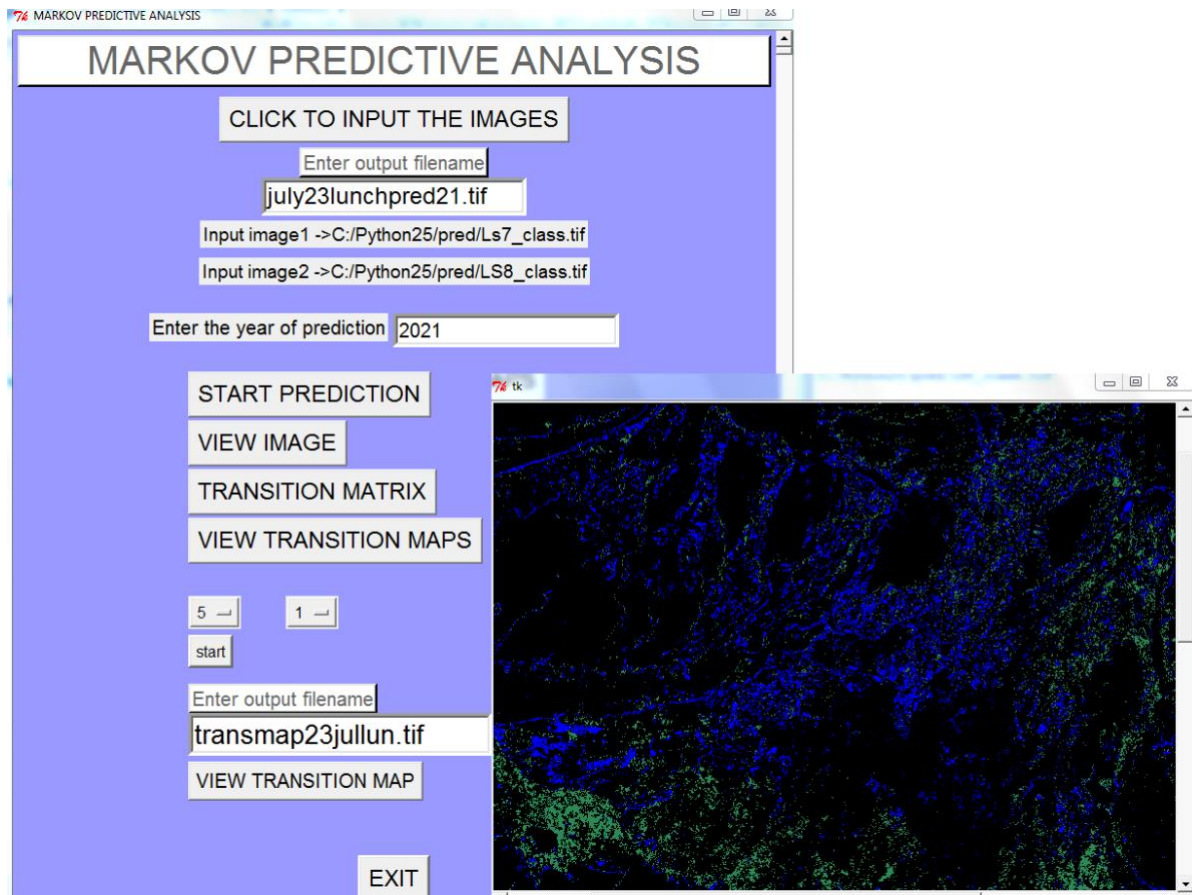 MARKOV PREDICTIVE ANALYSIS
MARKOV PREDICTIVE ANALYSIS
CLICK TO INPUT THE IMAGES
Enter output filename
july23lunchpred21.tif
Input image1 ->C:/Python25/pred/Ls7_class.tif
Input image2 ->C:/Python25/pred/LS8_class.tif
Enter the year of prediction 2021
START PREDICTION
VIEW IMAGE
TRANSITION MATRIX
VIEW TRANSITION MAPS
5 1
start
Enter output filename
transmap23jullun.tif
VIEW TRANSITION MAP
EXIT
tk